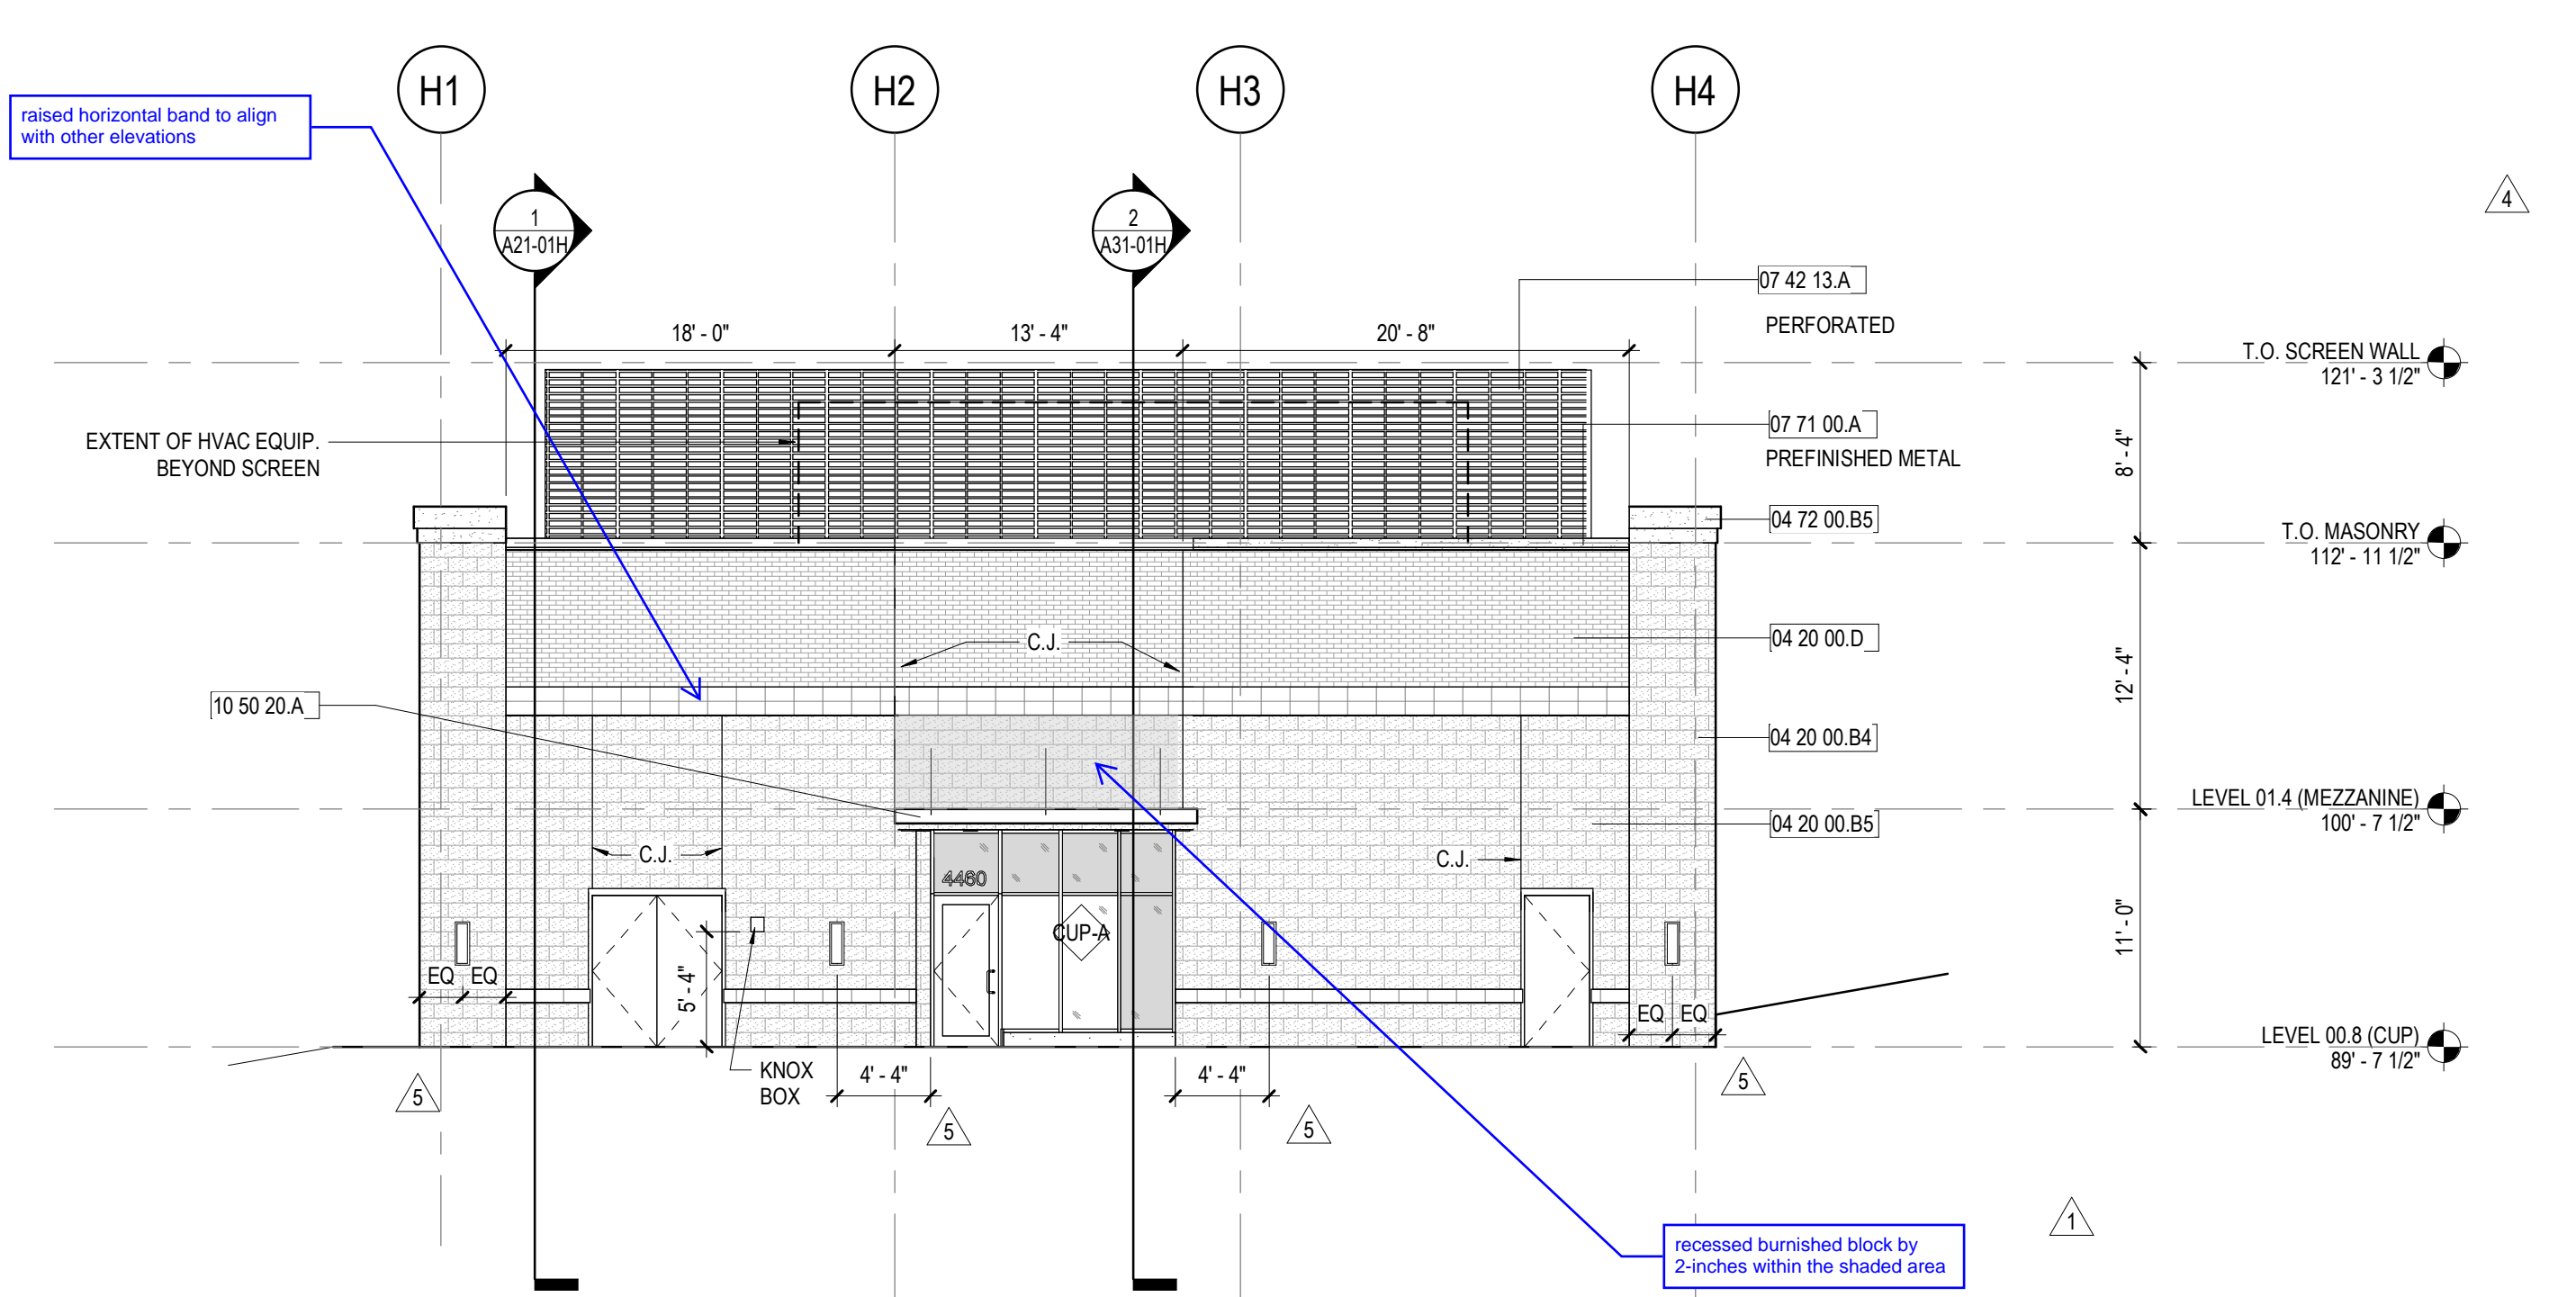 H1
H2
H3
H4
raised horizontal band to align
with other elevations
4
1
A21-01H
2
A31-01H
07 42 13.A
PERFORATED
18' - 0"
13' - 4"
20' - 8"
T.O. SCREEN WALL
121' - 3 1/2"
07 71 00.A
PREFINISHED METAL
EXTENT OF HVAC EQUIP.
BEYOND SCREEN
8' - 4"
04 72 00.B5
T.O. MASONRY
112' - 11 1/2"
C.J.
04 20 00.D
12' - 4"
10 50 20.A
04 20 00.B4
LEVEL 01.4 (MEZZANINE)
100' - 7 1/2"
04 20 00.B5
C.J.
C.J.
4460
CUP-A
11' - 0"
EQ
EQ
5' - 4"
EQ
EQ
LEVEL 00.8 (CUP)
89' - 7 1/2"
KNOX
BOX
4' - 4"
4' - 4"
5
5
5
5
1
recessed burnished block by
2-inches within the shaded area